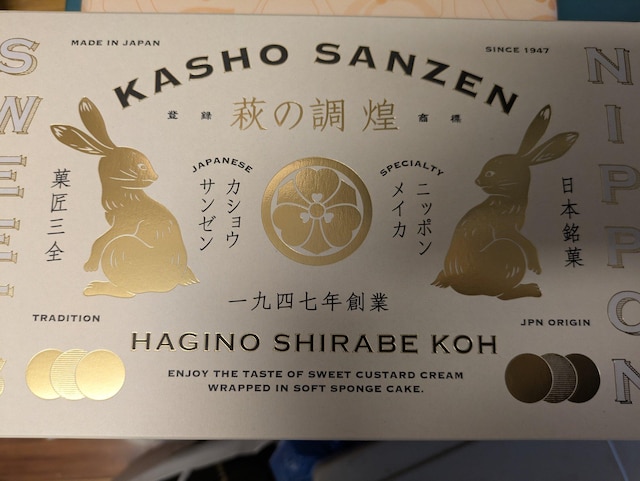 MADE IN JAPAN
SINCE 1947
KASHO SANZEN
登録
萩の調 煌
商標
JAPANESE
SPECIALTY
菓匠三全
カショウ
サンゼン
ニッポン
メイカ
日本銘菓
一九四七年創業
TRADITION
JPN ORIGIN
HAGINO SHIRABE KOH
ENJOY THE TASTE OF SWEET CUSTARD CREAM
WRAPPED IN SOFT SPONGE CAKE.
NIPPON